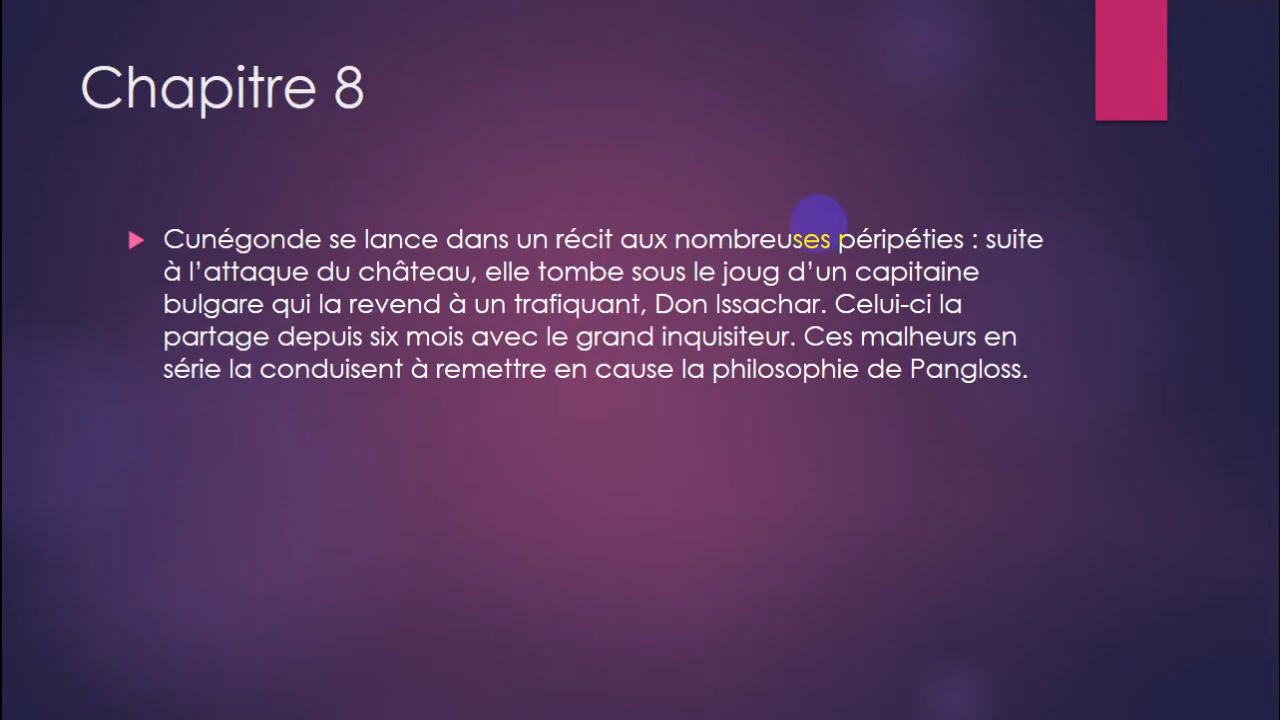 Chapitre 8
Cunégonde se lance dans un récit aux nombreuses péripéties : suite
à l’attaque du château, elle tombe sous le joug d’un capitaine
bulgare qui la revend à un trafiquant, Don Issachar. Celui-ci la
partage depuis six mois avec le grand inquisiteur. Ces malheurs en
série la conduisent à remettre en cause la philosophie de Pangloss.